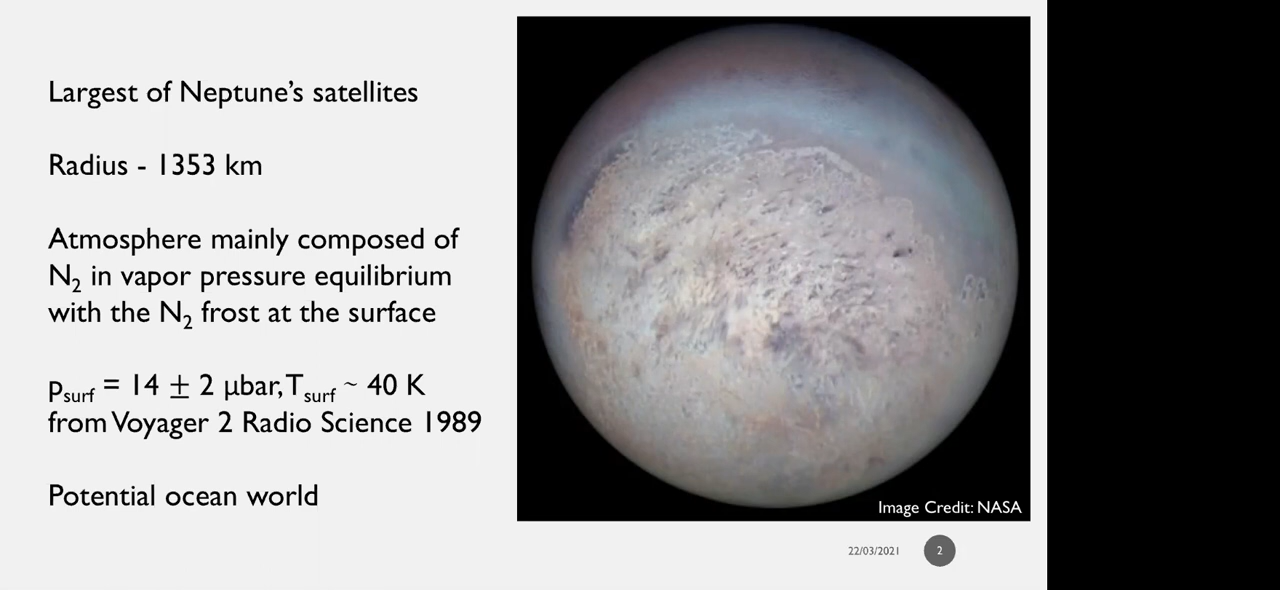 Largest of Neptune’s satellites
Radius - 1353 km
Atmosphere mainly composed of
N₂ in vapor pressure equilibrium
with the N₂ frost at the surface
pₛᵤᵣf = 14 ± 2 μbar, Tₛᵤᵣf ~ 40 K
from Voyager 2 Radio Science 1989
Potential ocean world
Image Credit: NASA
22/03/2021
2